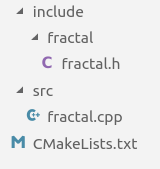 include
fractal
C fractal.h
src
C++ fractal.cpp
M CMakeLists.txt